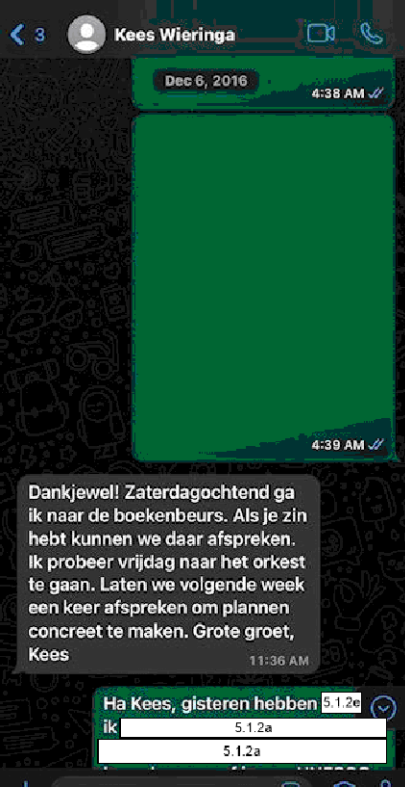 3 Kees Wieringa
Dec 6, 2016
4:38 AM
4:39 AM
Dankjewel! Zaterdagochtend ga
ik naar de boekenbeurs. Als je zin
hebt kunnen we daar afspreken.
Ik probeer vrijdag naar het orkest
te gaan. Laten we volgende week
een keer afspreken om plannen
concreet te maken. Grote groet,
Kees
11:36 AM
Ha Kees, gisteren hebben 5.1.2e
ik 5.1.2a
5.1.2a